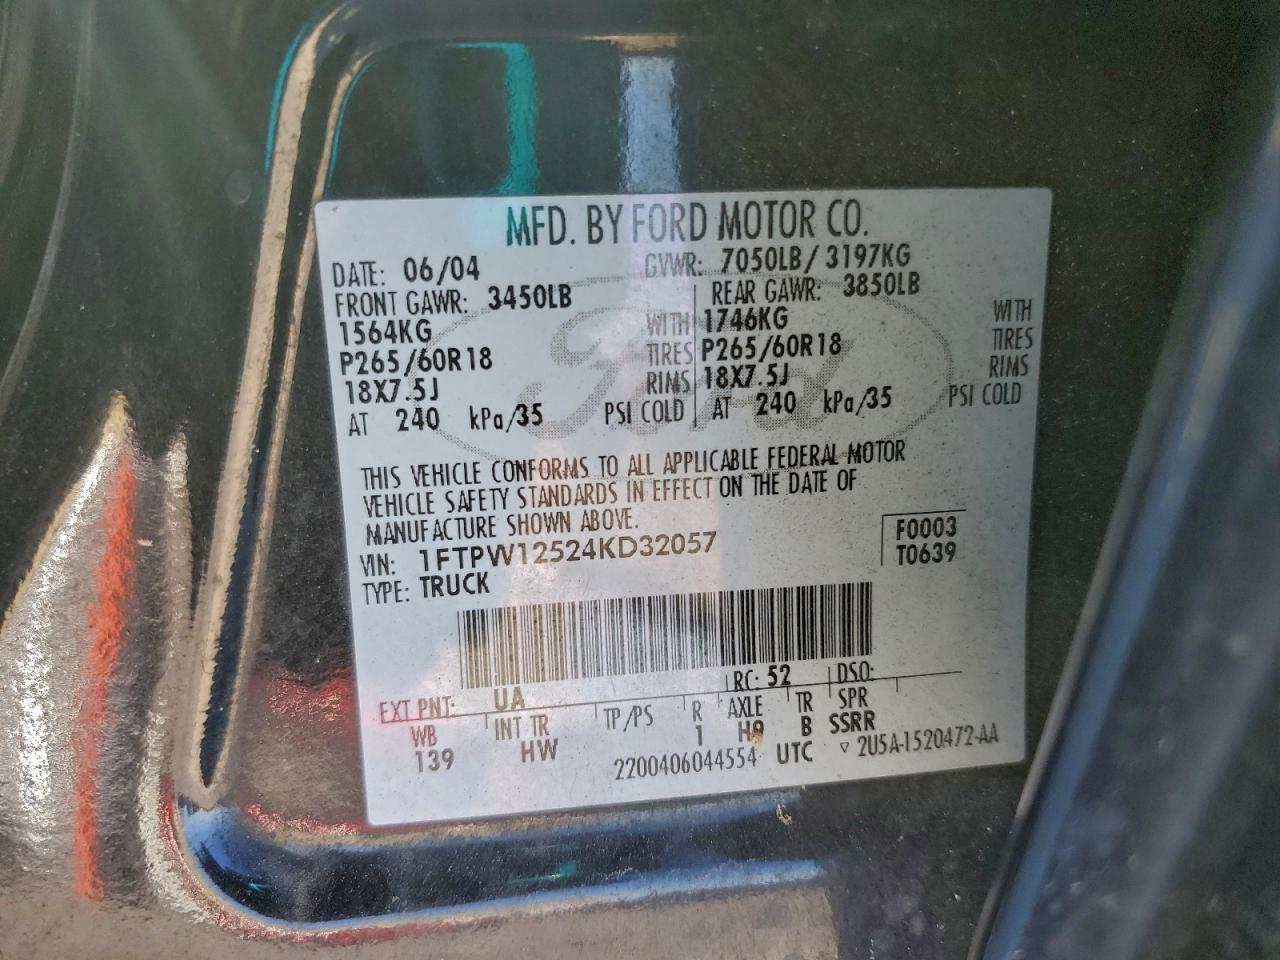 MFD. BY FORD MOTOR CO.
DATE: 06/04 GVWR: 7050LB / 3197KG
FRONT GAWR: 3450LB REAR GAWR: 3850LB
1564KG WITH 1746KG WITH
P265/60R18 TIRES P265/60R18 TIRES
18X7.5J RIMS 18X7.5J RIMS
AT 240 kPa/35 PSI COLD AT 240 kPa/35 PSI COLD
Ford
THIS VEHICLE CONFORMS TO ALL APPLICABLE FEDERAL MOTOR
VEHICLE SAFETY STANDARDS IN EFFECT ON THE DATE OF
MANUFACTURE SHOWN ABOVE.
VIN: 1FTPW12524KD32057 F0003
TYPE: TRUCK T0639
EXT PNT: UA RC: 52 DSO:
WB INT TR TP/PS R AXLE TR SPR
139 HW 1 H9 B SSRR
2200406044554 UTC ▽ 2U5A-1520472-AA